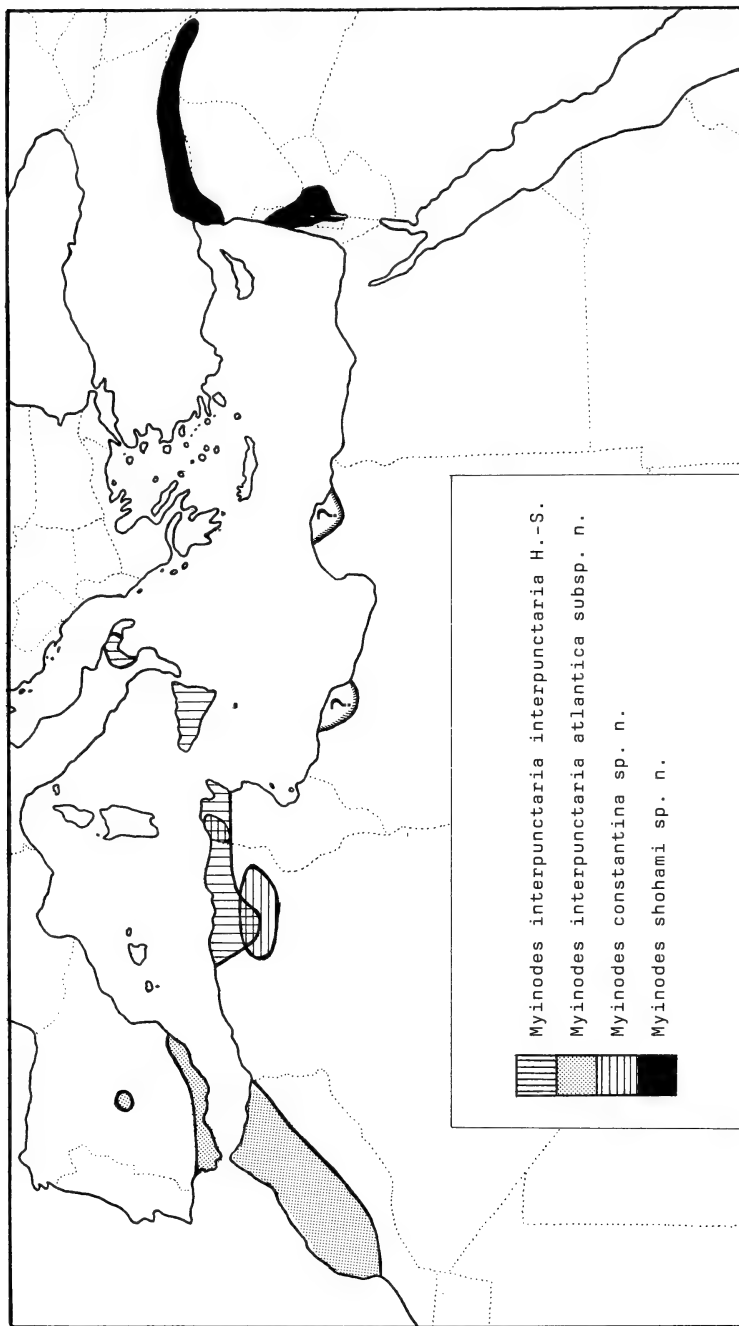 Myinodes interpunctaria interpunctaria H.-S.
Myinodes interpunctaria atlantica subsp. n.
Myinodes constantina sp. n.
Myinodes shohami sp. n.
?
?